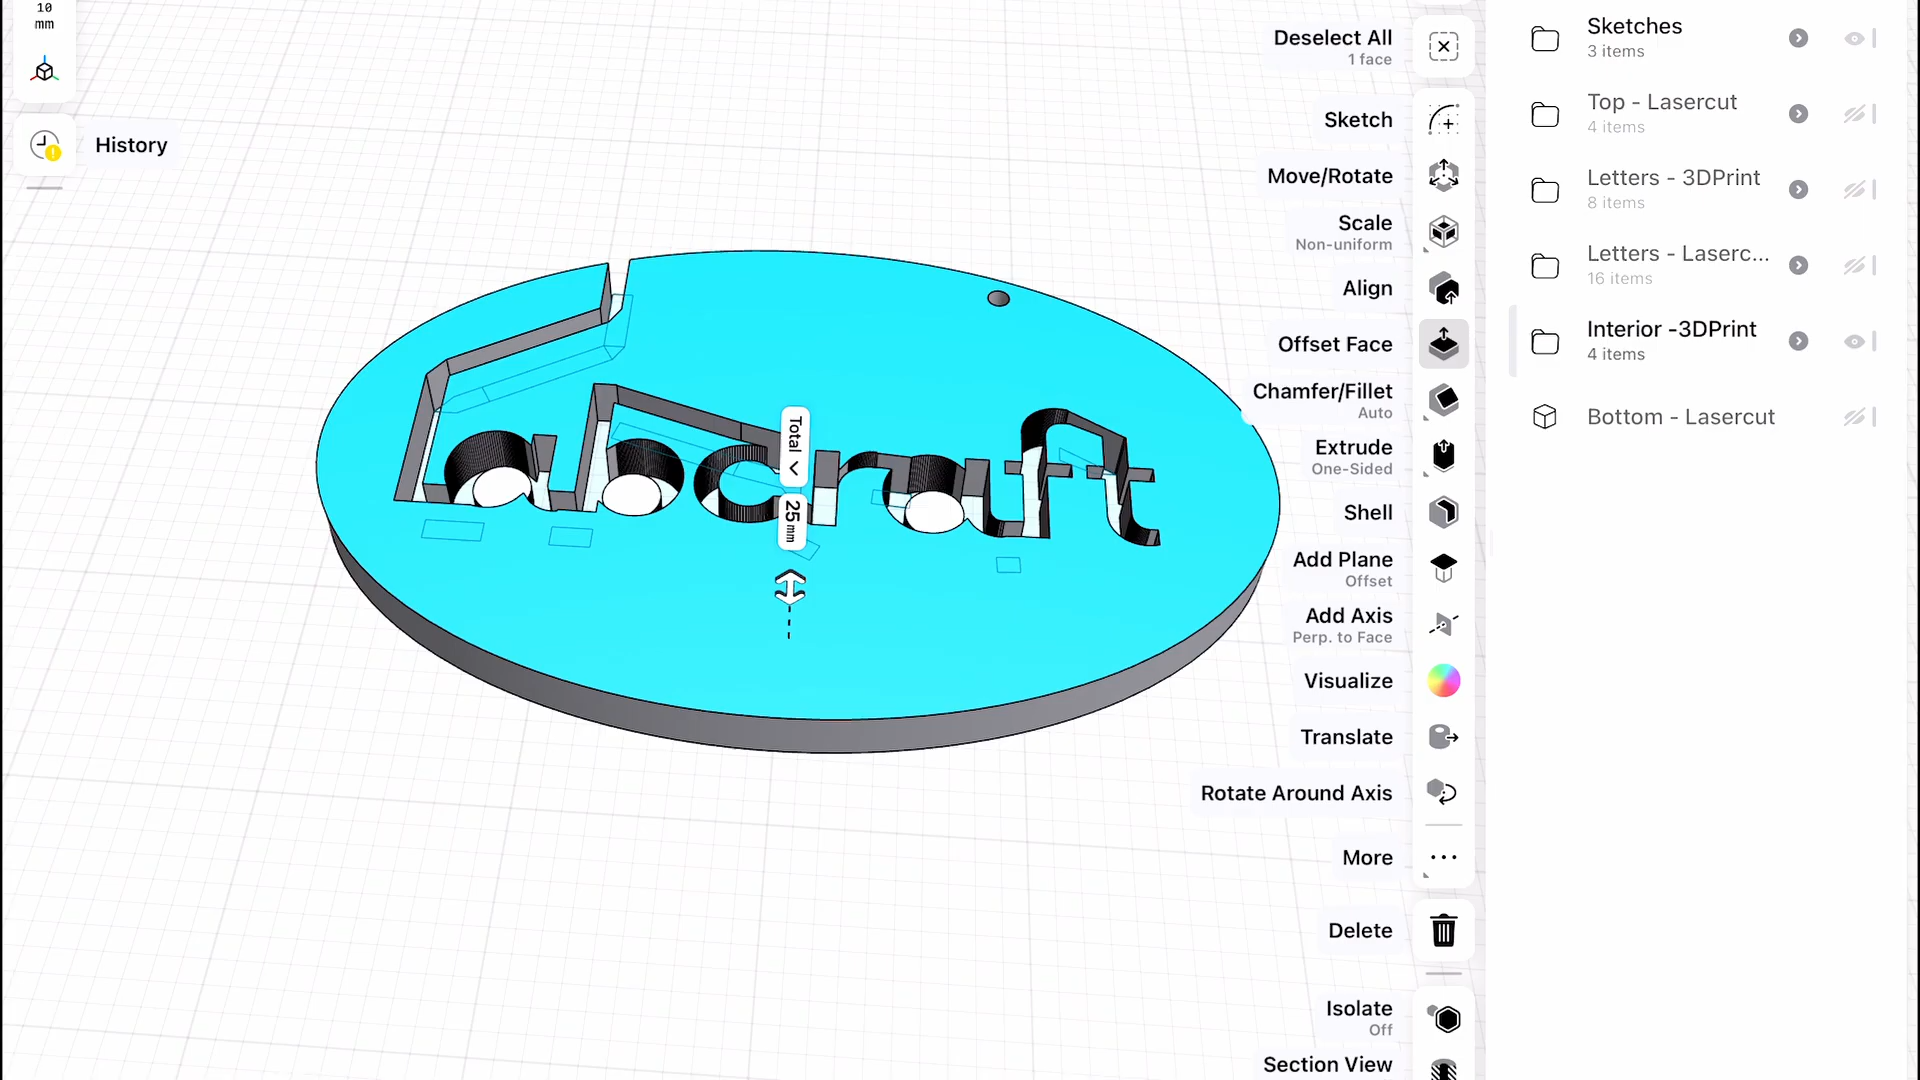 10
mm
History
Total
25 mm
Deselect All
1 face
Sketch
Move/Rotate
Scale
Non-uniform
Align
Offset Face
Chamfer/Fillet
Auto
Extrude
One-Sided
Shell
Add Plane
Offset
Add Axis
Perp. to Face
Visualize
Translate
Rotate Around Axis
More
Delete
Isolate
Off
Section View
Sketches
3 items
Top - Lasercut
4 items
Letters - 3DPrint
8 items
Letters - Laserc...
16 items
Interior -3DPrint
4 items
Bottom - Lasercut